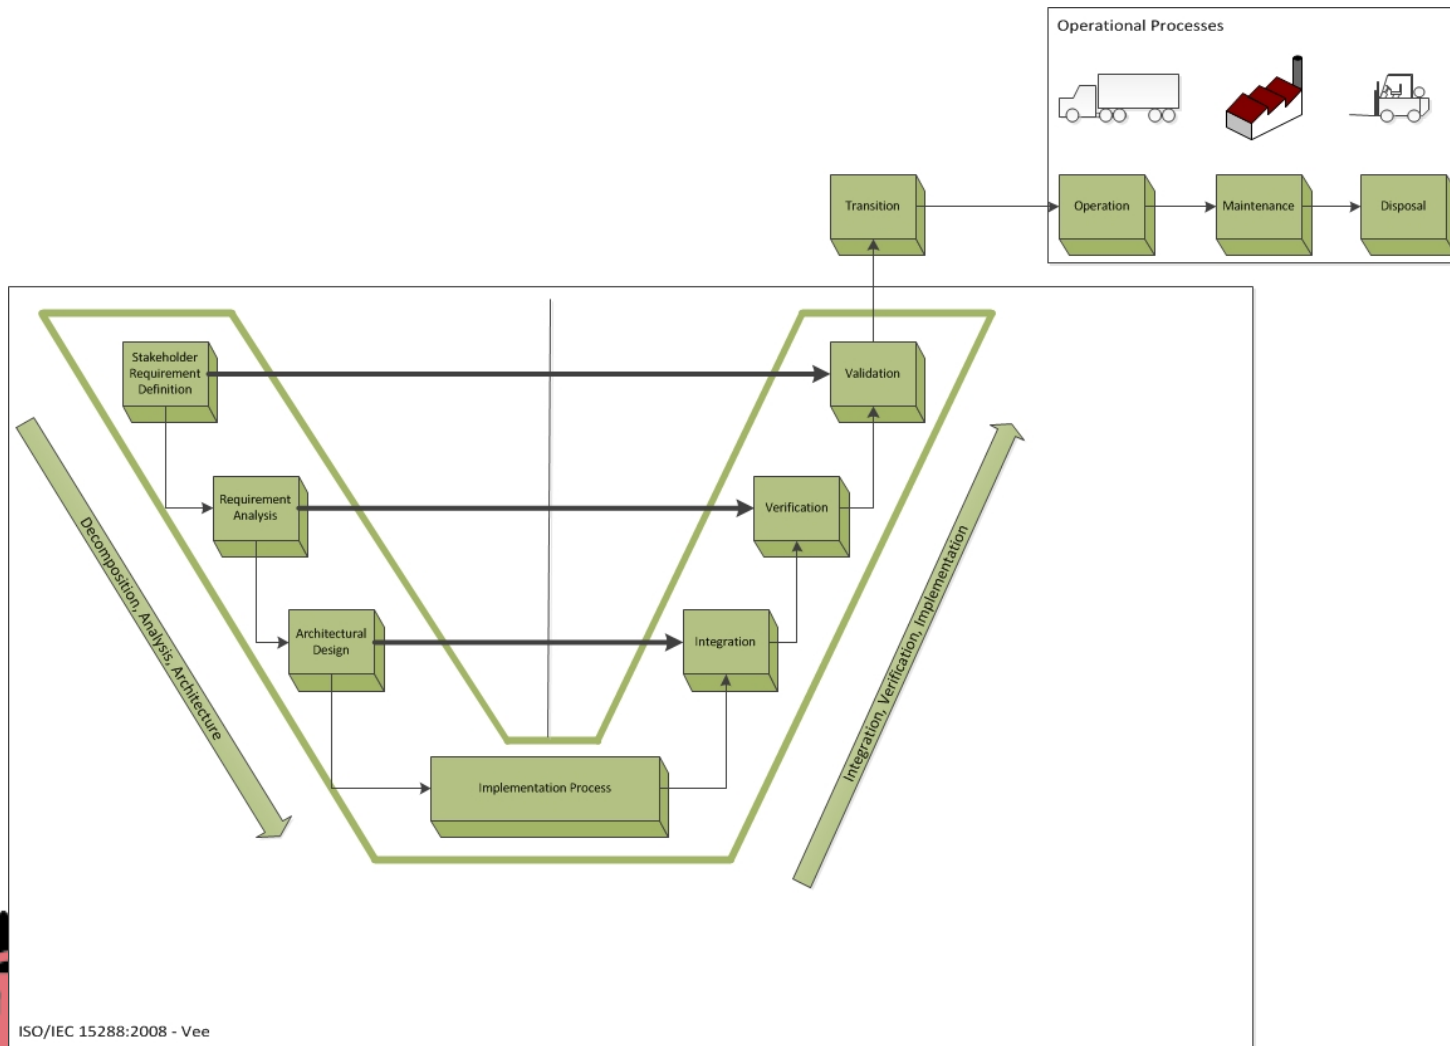 Operational Processes
Transition
Operation
Maintenance
Disposal
Stakeholder
Requirement
Definition
Validation
Requirement
Analysis
Verification
Decomposition, Analysis, Architecture
Integration, Verification, Implementation
Architectural
Design
Integration
Implementation Process
ISO/IEC 15288:2008 - Vee